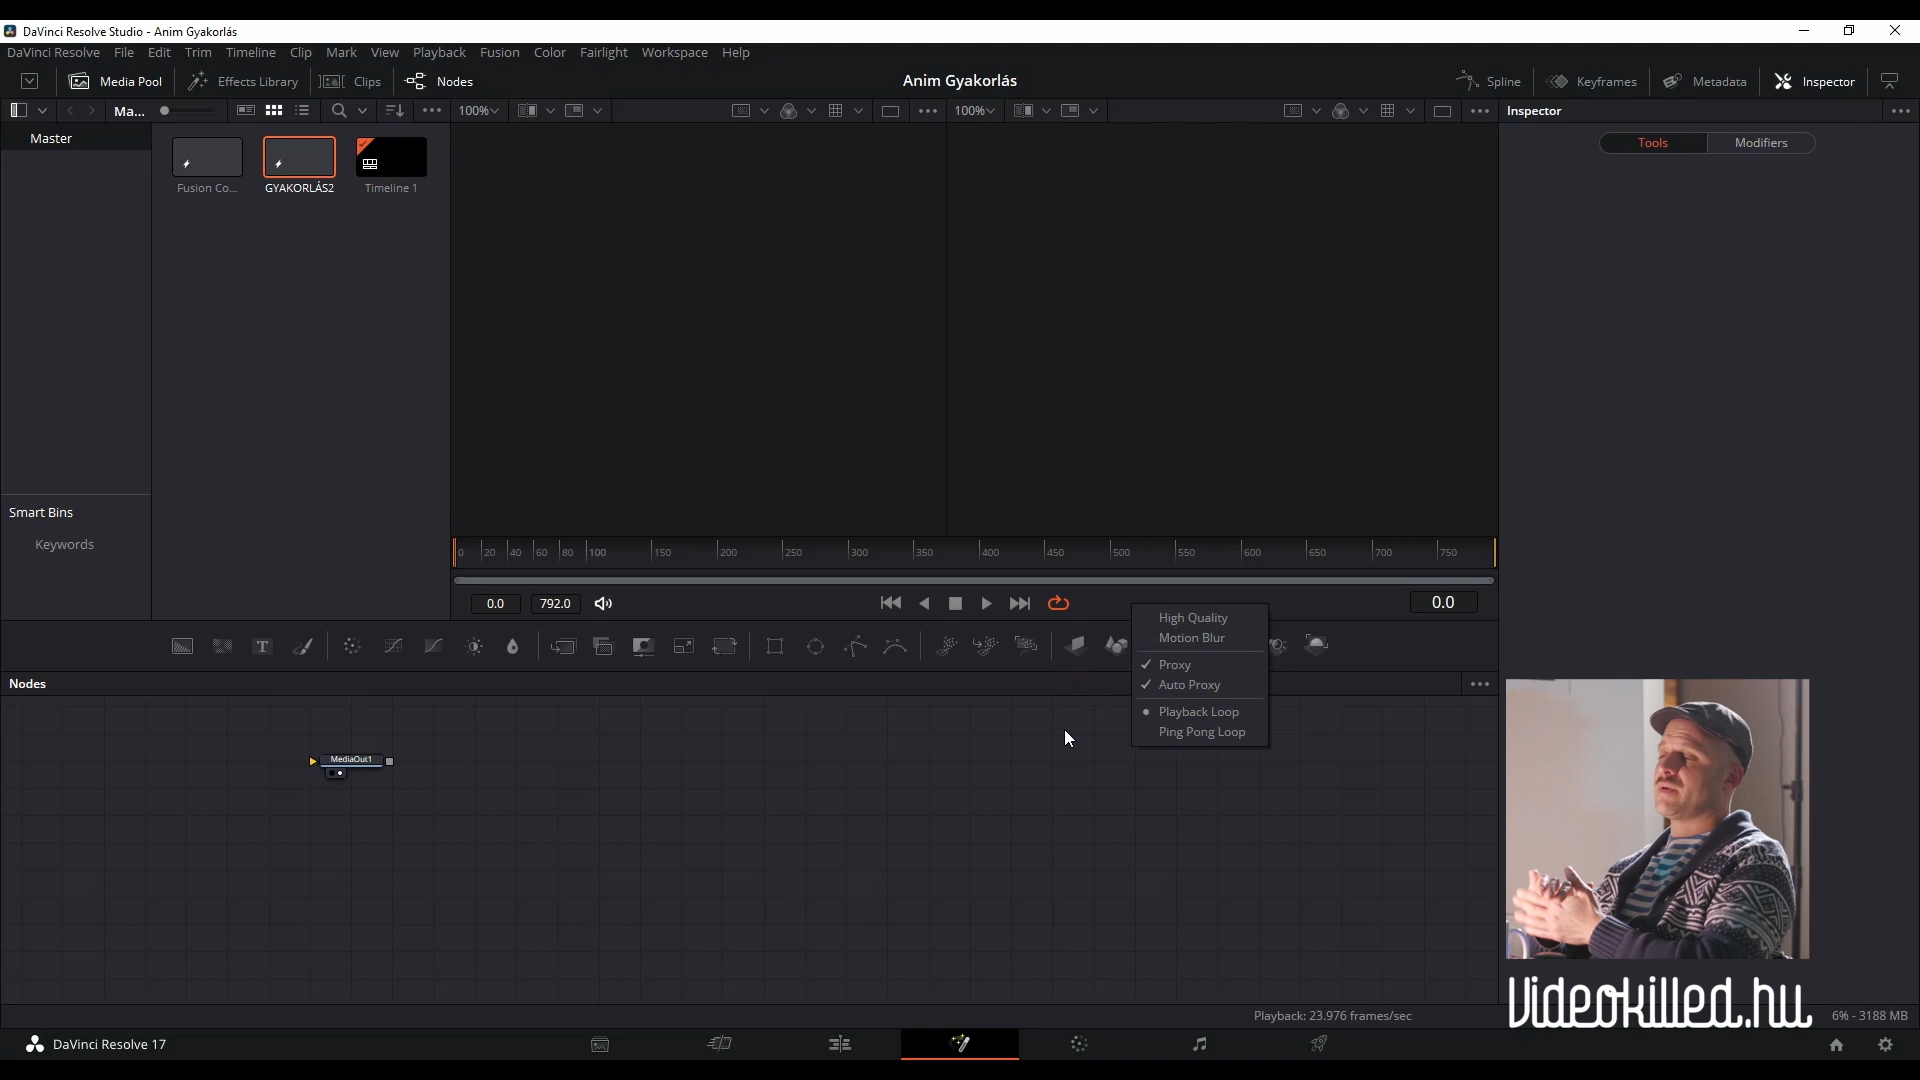 DaVinci Resolve Studio - Anim Gyakorlás
DaVinci Resolve File Edit Trim Timeline Clip Mark View Playback Fusion Color Fairlight Workspace Help
Media Pool Effects Library Clips Nodes Anim Gyakorlás Spline Keyframes Metadata Inspector
Ma... 100% 100% Inspector
Master
Tools Modifiers
Fusion Co... GYAKORLÁS2 Timeline 1
Smart Bins
Keywords
0 20 40 60 80 100 150 200 250 300 350 400 450 500 550 600 650 700 750
0.0 792.0 0.0
High Quality
Motion Blur
Proxy
Auto Proxy
Playback Loop
Ping Pong Loop
Nodes
MediaOut1
Videokilled.hu
Playback: 23.976 frames/sec 6% - 3188 MB
DaVinci Resolve 17